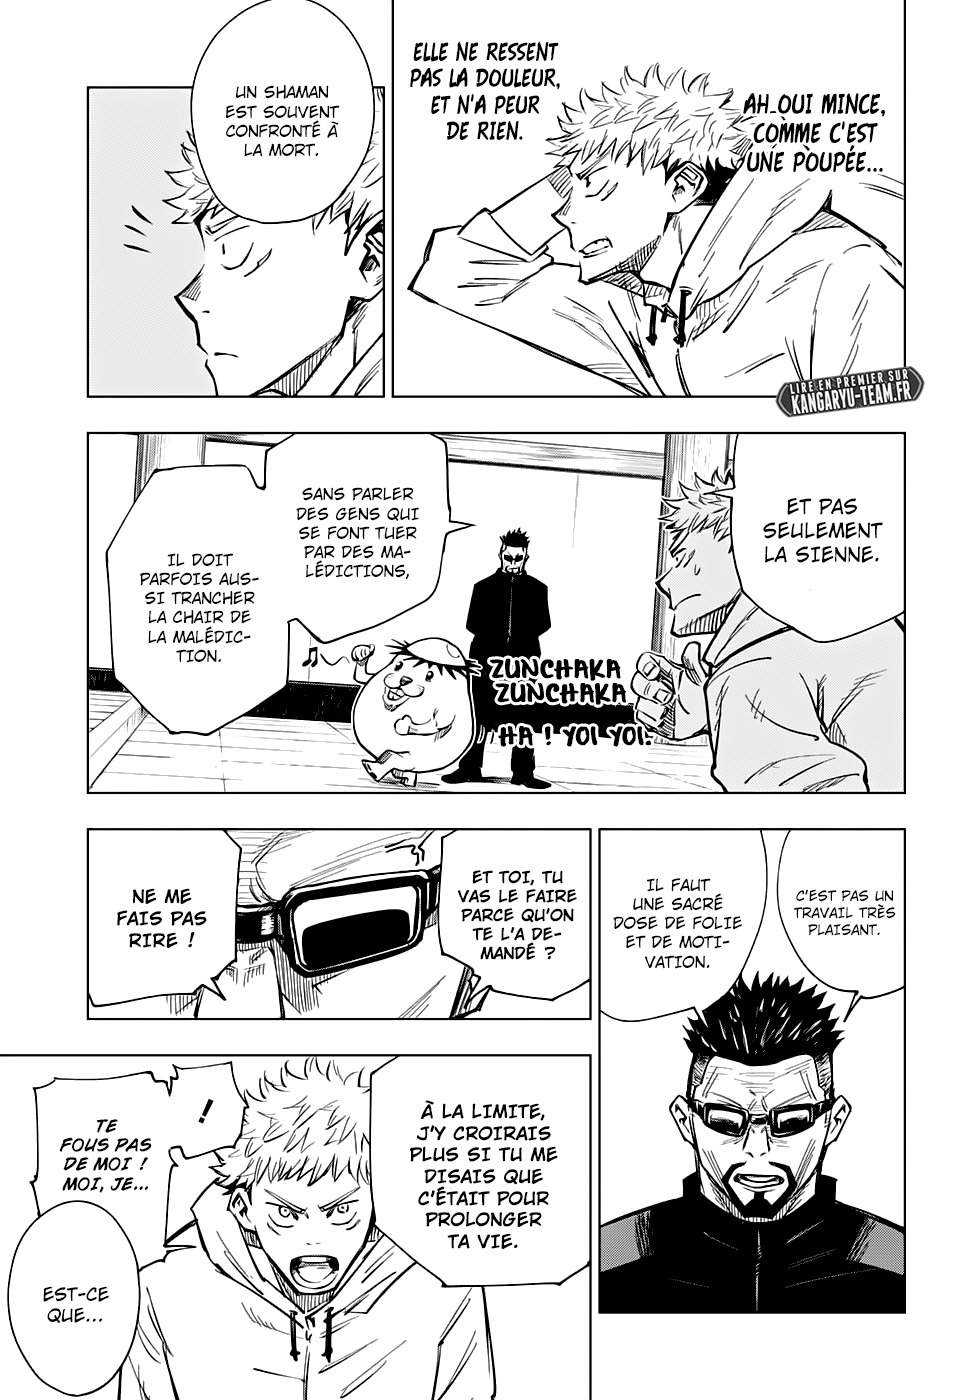 AH OUI MINCE,
COMME C'EST
UNE POUPÉE...
ELLE NE RESSENT
PAS LA DOULEUR,
ET N'A PEUR
DE RIEN.
UN SHAMAN
EST SOUVENT
CONFRONTÉ À
LA MORT.
LIRE EN PREMIER SUR
KANGARYU-TEAM.FR
ET PAS
SEULEMENT
LA SIENNE.
SANS PARLER
DES GENS QUI
SE FONT TUER
PAR DES MA-
LÉDICTIONS,
IL DOIT
PARFOIS AUS-
SI TRANCHER
LA CHAIR DE
LA MALÉDIC-
TION.
ZUNCHAKA
ZUNCHAKA
HA ! YOI YOI.
C'EST PAS UN
TRAVAIL TRÈS
PLAISANT.
IL FAUT
UNE SACRÉ
DOSE DE FOLIE
ET DE MOTI-
VATION.
ET TOI, TU
VAS LE FAIRE
PARCE QU'ON
TE L'A DE-
MANDÉ ?
NE ME
FAIS PAS
RIRE !
À LA LIMITE,
J'Y CROIRAIS
PLUS SI TU ME
DISAIS QUE
C'ÉTAIT POUR
PROLONGER
TA VIE.
!
TE
FOUS PAS
DE MOI !
MOI, JE...
EST-CE
QUE...